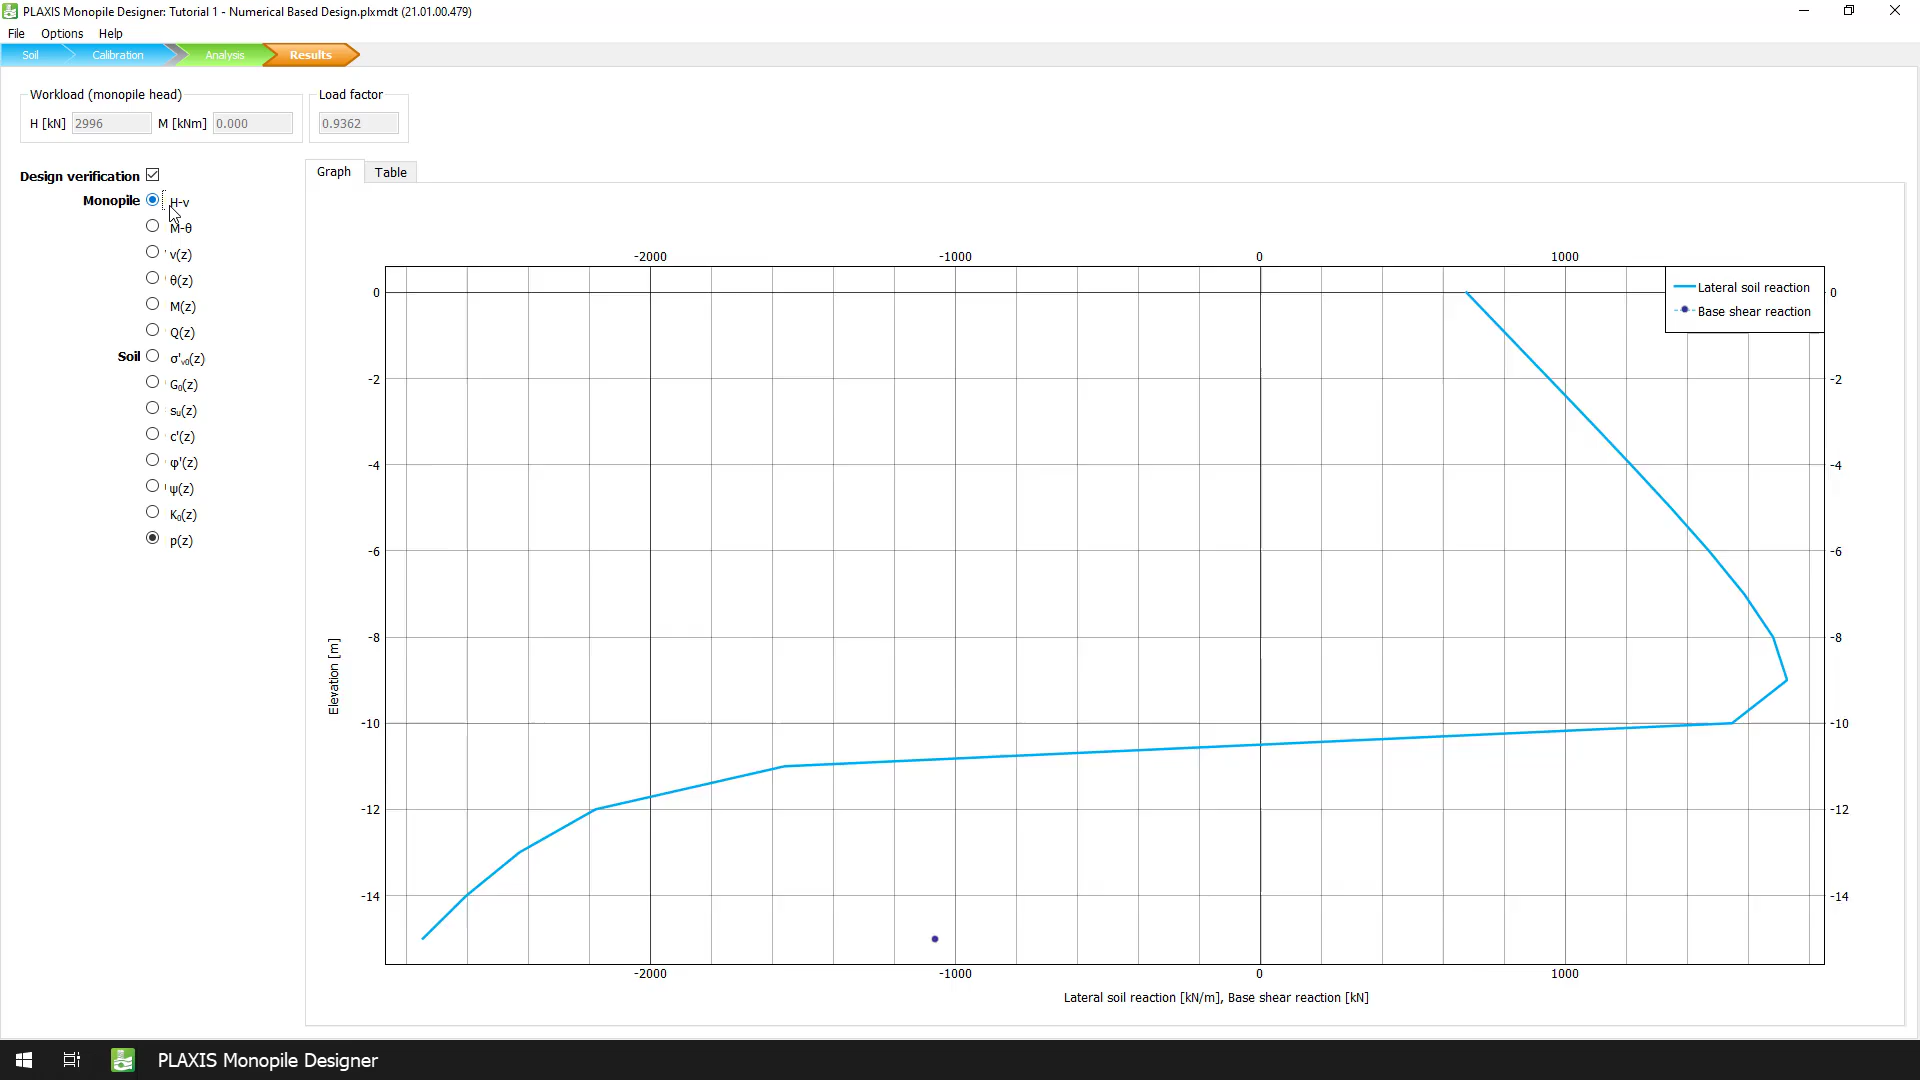 PLAXIS Monopile Designer: Tutorial 1 - Numerical Based Design.plxmdt (21.01.00.479)
File Options Help
Soil Calibration Analysis Results
Workload (monopile head) Load factor
H [kN] 2996 M [kNm] 0.000 0.9362
Design verification
Graph Table
Monopile H-v
M-θ
v(z)
θ(z)
M(z)
Q(z)
Soil σ'v0(z)
G0(z)
su(z)
c'(z)
φ'(z)
ψ(z)
K0(z)
p(z)
-2000 -1000 0 1000
Lateral soil reaction
Base shear reaction
0 0
-2 -2
-4 -4
-6 -6
-8 -8
-10 -10
-12 -12
-14 -14
Elevation [m]
-2000 -1000 0 1000
Lateral soil reaction [kN/m], Base shear reaction [kN]
PLAXIS Monopile Designer